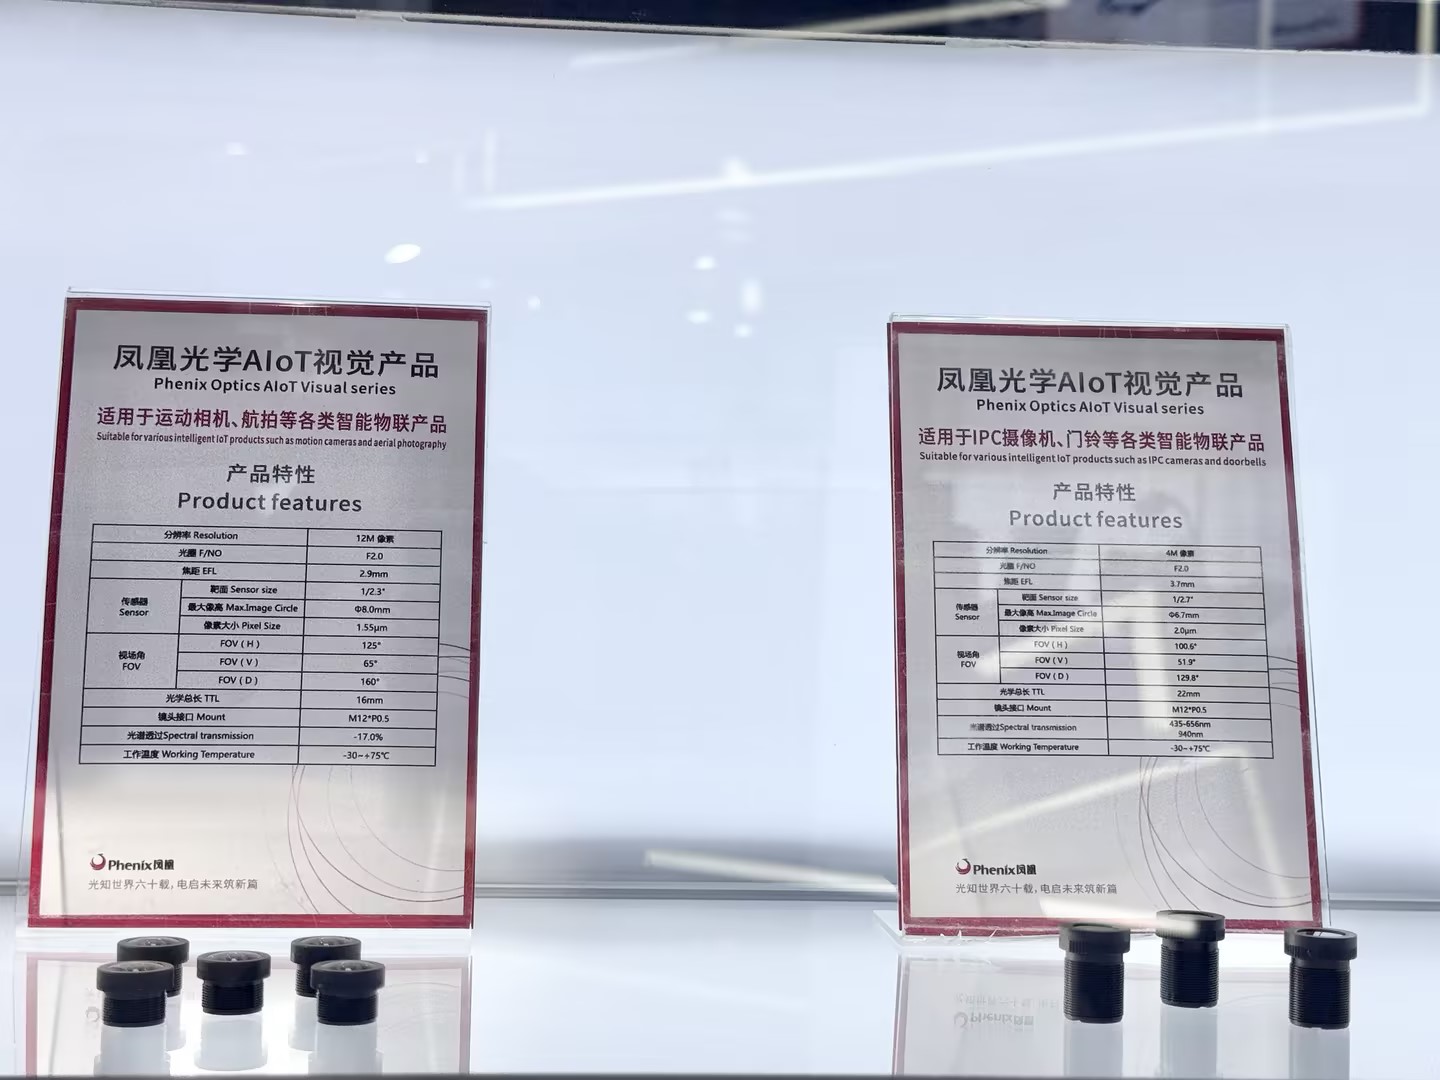 凤凰光学AIoT视觉产品
Phenix Optics AIoT Visual series
适用于运动相机、航拍等各类智能物联产品
Suitable for various intelligent IoT products such as motion cameras and aerial photography
产品特性
Product features
分辨率 Resolution 12M 像素
光圈 F/NO F2.0
焦距 EFL 2.9mm
传感器 Sensor
靶面 Sensor size 1/2.3"
最大像高 Max.Image Circle Φ8.0mm
像素大小 Pixel Size 1.55μm
视场角 FOV
FOV ( H ) 125°
FOV ( V ) 65°
FOV ( D ) 160°
光学总长 TTL 16mm
镜头接口 Mount M12*P0.5
光谱透过Spectral transmission -17.0%
工作温度 Working Temperature -30~+75℃
Phenix凤凰
光知世界六十载,电启未来筑新篇
凤凰光学AIoT视觉产品
Phenix Optics AIoT Visual series
适用于IPC摄像机、门铃等各类智能物联产品
Suitable for various intelligent IoT products such as IPC cameras and doorbells
产品特性
Product features
分辨率 Resolution 4M 像素
光圈 F/NO F2.0
焦距 EFL 3.7mm
传感器 Sensor
靶面 Sensor size 1/2.7"
最大像高 Max.Image Circle Φ6.7mm
像素大小 Pixel Size 2.0μm
视场角 FOV
FOV ( H ) 100.6°
FOV ( V ) 51.9°
FOV ( D ) 129.8°
光学总长 TTL 22mm
镜头接口 Mount M12*P0.5
光谱透过Spectral transmission 435-656nm
940nm
工作温度 Working Temperature -30~+75℃
Phenix凤凰
光知世界六十载,电启未来筑新篇